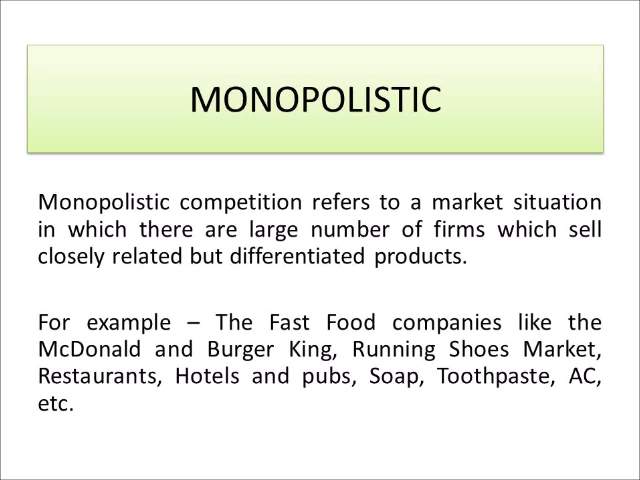 MONOPOLISTIC
Monopolistic competition refers to a market situation
in which there are large number of firms which sell
closely related but differentiated products.
For example – The Fast Food companies like the
McDonald and Burger King, Running Shoes Market,
Restaurants, Hotels and pubs, Soap, Toothpaste, AC,
etc.